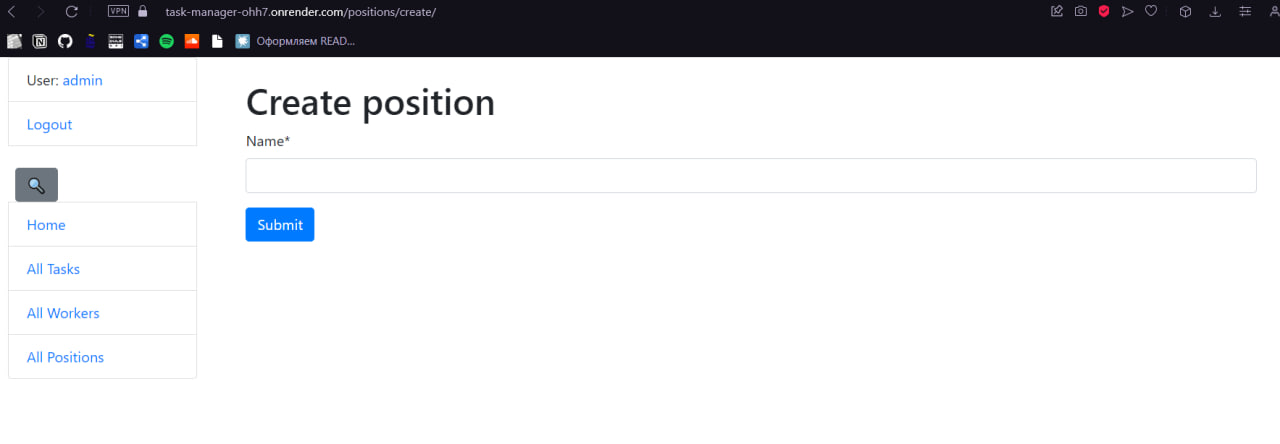 VPN
task-manager-ohh7.onrender.com/positions/create/
Оформляем READ...
User: admin
Logout
Home
All Tasks
All Workers
All Positions
Create position
Name*
Submit